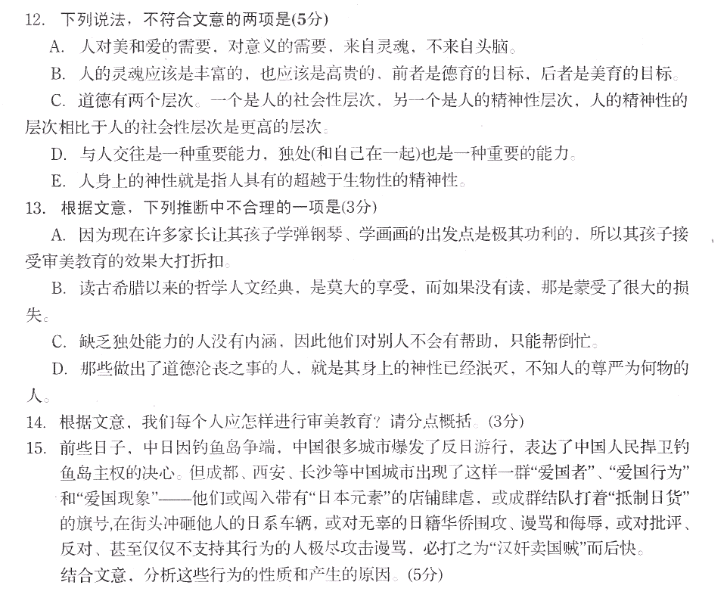 12. 下列说法，不符合文意的两项是(5分)
A. 人对美和爱的需要，对意义的需要，来自灵魂，不来自头脑。
B. 人的灵魂应该是丰富的，也应该是高贵的，前者是德育的目标，后者是美育的目标。
C. 道德有两个层次。一个是人的社会性层次，另一个是人的精神性层次，人的精神性的
层次相比于人的社会性层次是更高的层次。
D. 与人交往是一种重要能力，独处(和自己在一起)也是一种重要的能力。
E. 人身上的神性就是指人具有的超越于生物性的精神性。
13. 根据文意，下列推断中不合理的一项是(3分)
A. 因为现在许多家长让其孩子学弹钢琴、学画画的出发点是极其功利的，所以其孩子接
受审美教育的效果大打折扣。
B. 读古希腊以来的哲学人文经典，是莫大的享受，而如果没有读，那是蒙受了很大的损
失。
C. 缺乏独处能力的人没有内涵，因此他们对别人不会有帮助，只能帮倒忙。
D. 那些做出了道德沦丧之事的人，就是其身上的神性已经泯灭，不知人的尊严为何物的
人。
14. 根据文意，我们每个人应怎样进行审美教育？请分点概括。(3分)
15. 前些日子，中日因钓鱼岛争端，中国很多城市爆发了反日游行，表达了中国人民捍卫钓
鱼岛主权的决心。但成都、西安、长沙等中国城市出现了这样一群“爱国者”、“爱国行为”
和“爱国现象”——他们或闯入带有“日本元素”的店铺肆虐，或成群结队打着“抵制日货”
的旗号,在街头冲砸他人的日系车辆，或对无辜的日籍华侨围攻、谩骂和侮辱，或对批评、
反对、甚至仅仅不支持其行为的人极尽攻击谩骂，必打之为“汉奸卖国贼”而后快。
结合文意，分析这些行为的性质和产生的原因。(5分)